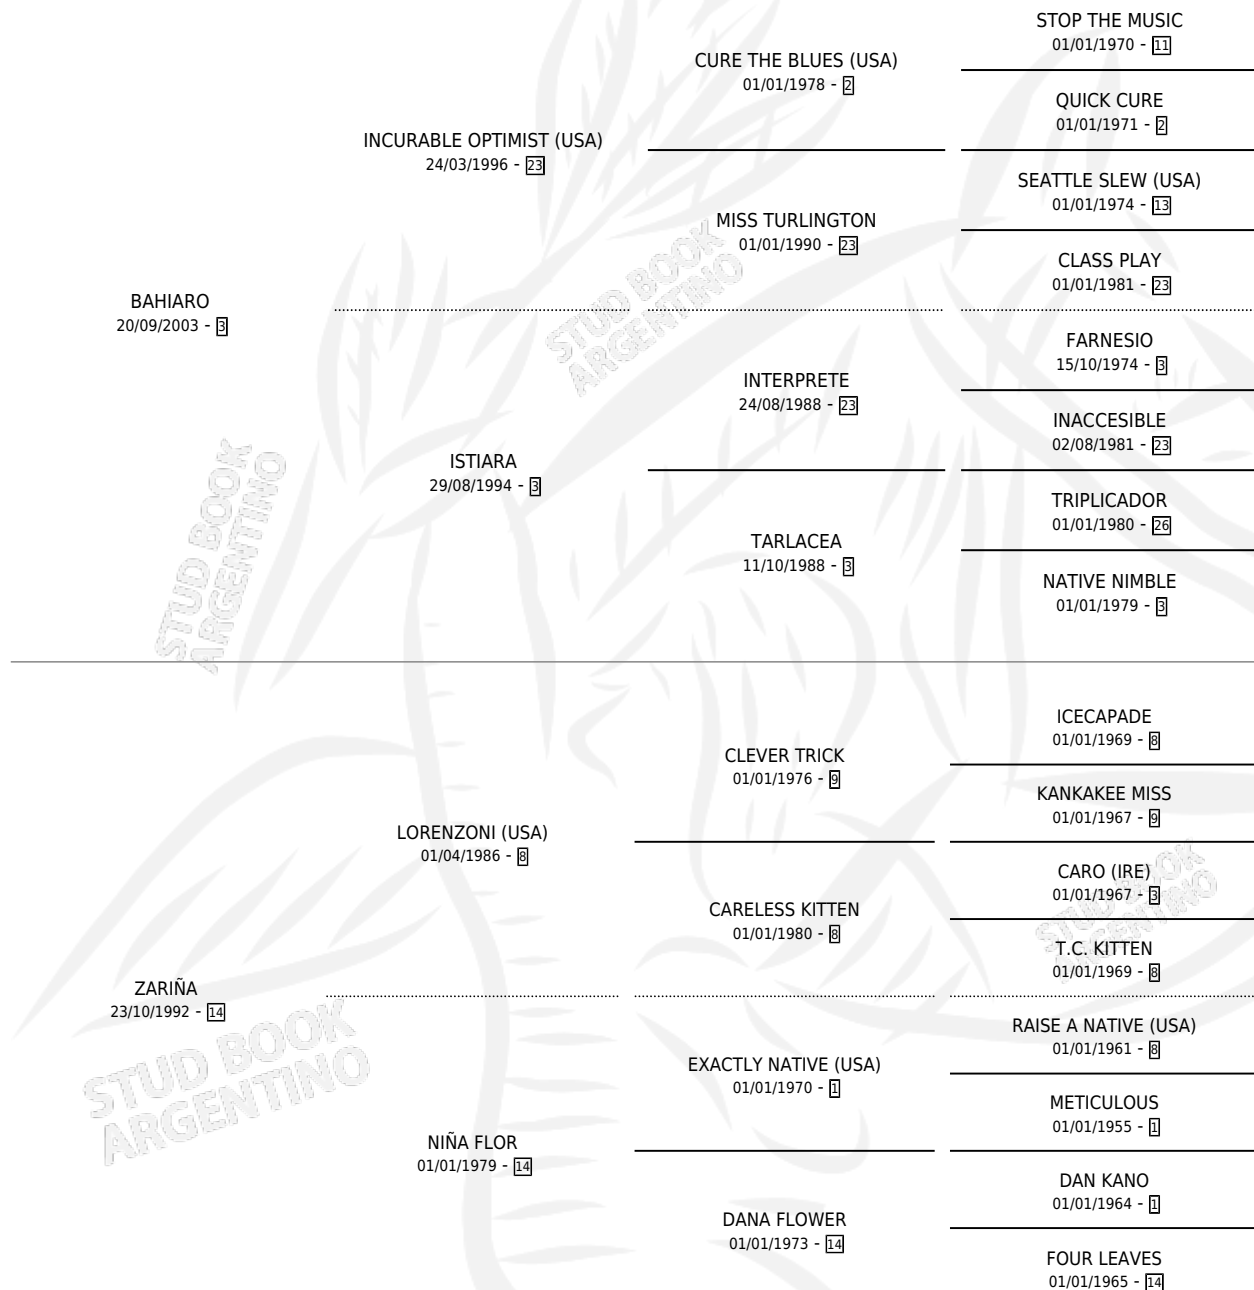 STOP THE MUSIC
01/01/1970 - 11
CURE THE BLUES (USA)
01/01/1978 - 2
QUICK CURE
01/01/1971 - 2
INCURABLE OPTIMIST (USA)
24/03/1996 - 23
SEATTLE SLEW (USA)
01/01/1974 - 13
MISS TURLINGTON
01/01/1990 - 23
CLASS PLAY
01/01/1981 - 23
BAHIARO
20/09/2003 - 3
FARNESIO
15/10/1974 - 3
INTERPRETE
24/08/1988 - 23
INACCESIBLE
02/08/1981 - 23
ISTIARA
29/08/1994 - 3
TRIPLICADOR
01/01/1980 - 26
TARLACEA
11/10/1988 - 3
NATIVE NIMBLE
01/01/1979 - 3
ICECAPADE
01/01/1969 - 8
CLEVER TRICK
01/01/1976 - 9
KANKAKEE MISS
01/01/1967 - 9
LORENZONI (USA)
01/04/1986 - 8
CARO (IRE)
01/01/1967 - 3
CARELESS KITTEN
01/01/1980 - 8
T.C. KITTEN
01/01/1969 - 8
ZARIÑA
23/10/1992 - 14
RAISE A NATIVE (USA)
01/01/1961 - 8
EXACTLY NATIVE (USA)
01/01/1970 - 1
METICULOUS
01/01/1955 - 1
NIÑA FLOR
01/01/1979 - 14
DAN KANO
01/01/1964 - 1
DANA FLOWER
01/01/1973 - 14
FOUR LEAVES
01/01/1965 - 14
STUD BOOK
ARGENTINO
STUD BOOK
ARGENTINO
STUD BOOK
ARGENTINO
STUD BOOK
ARGENTINO